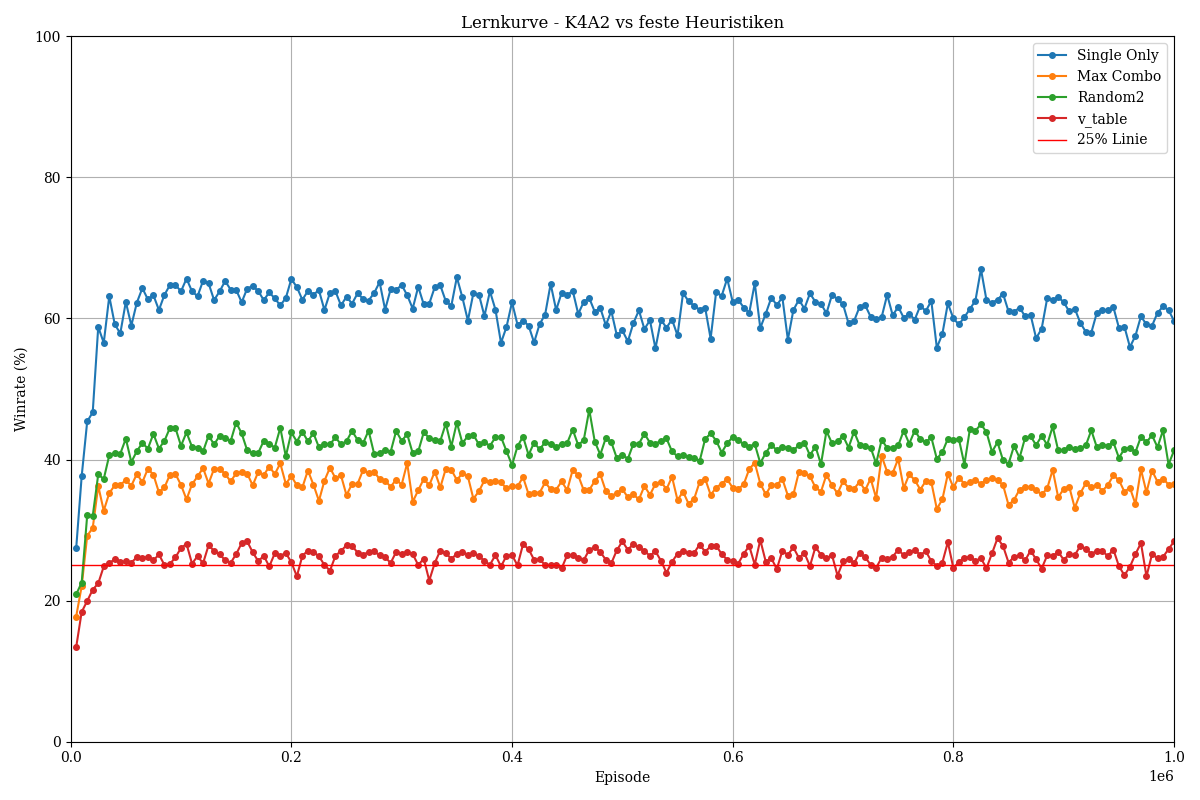 Lernkurve - K4A2 vs feste Heuristiken
100
80
60
40
20
0
Winrate (%)
Single Only
Max Combo
Random2
v_table
25% Linie
0.0 0.2 0.4 0.6 0.8 1.0
1e6
Episode